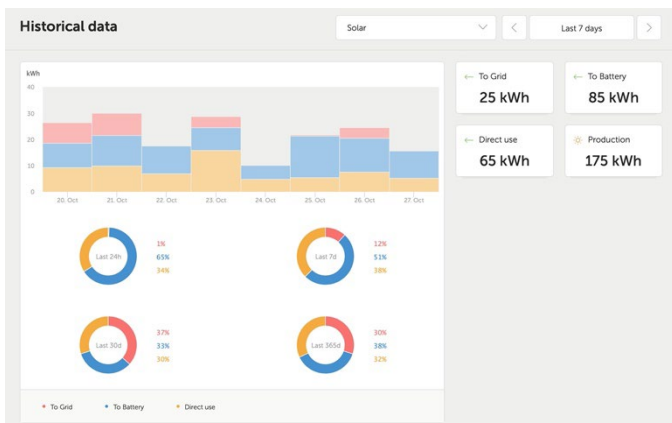 Historical data
Solar
Last 7 days
kWh
40
30
20
10
0
20. Oct
21. Oct
22. Oct
23. Oct
24. Oct
25. Oct
26. Oct
27. Oct
To Grid
25 kWh
To Battery
85 kWh
Direct use
65 kWh
Production
175 kWh
Last 24h
1%
65%
34%
Last 7d
12%
51%
38%
Last 30d
37%
33%
30%
Last 365d
30%
38%
32%
To Grid
To Battery
Direct use